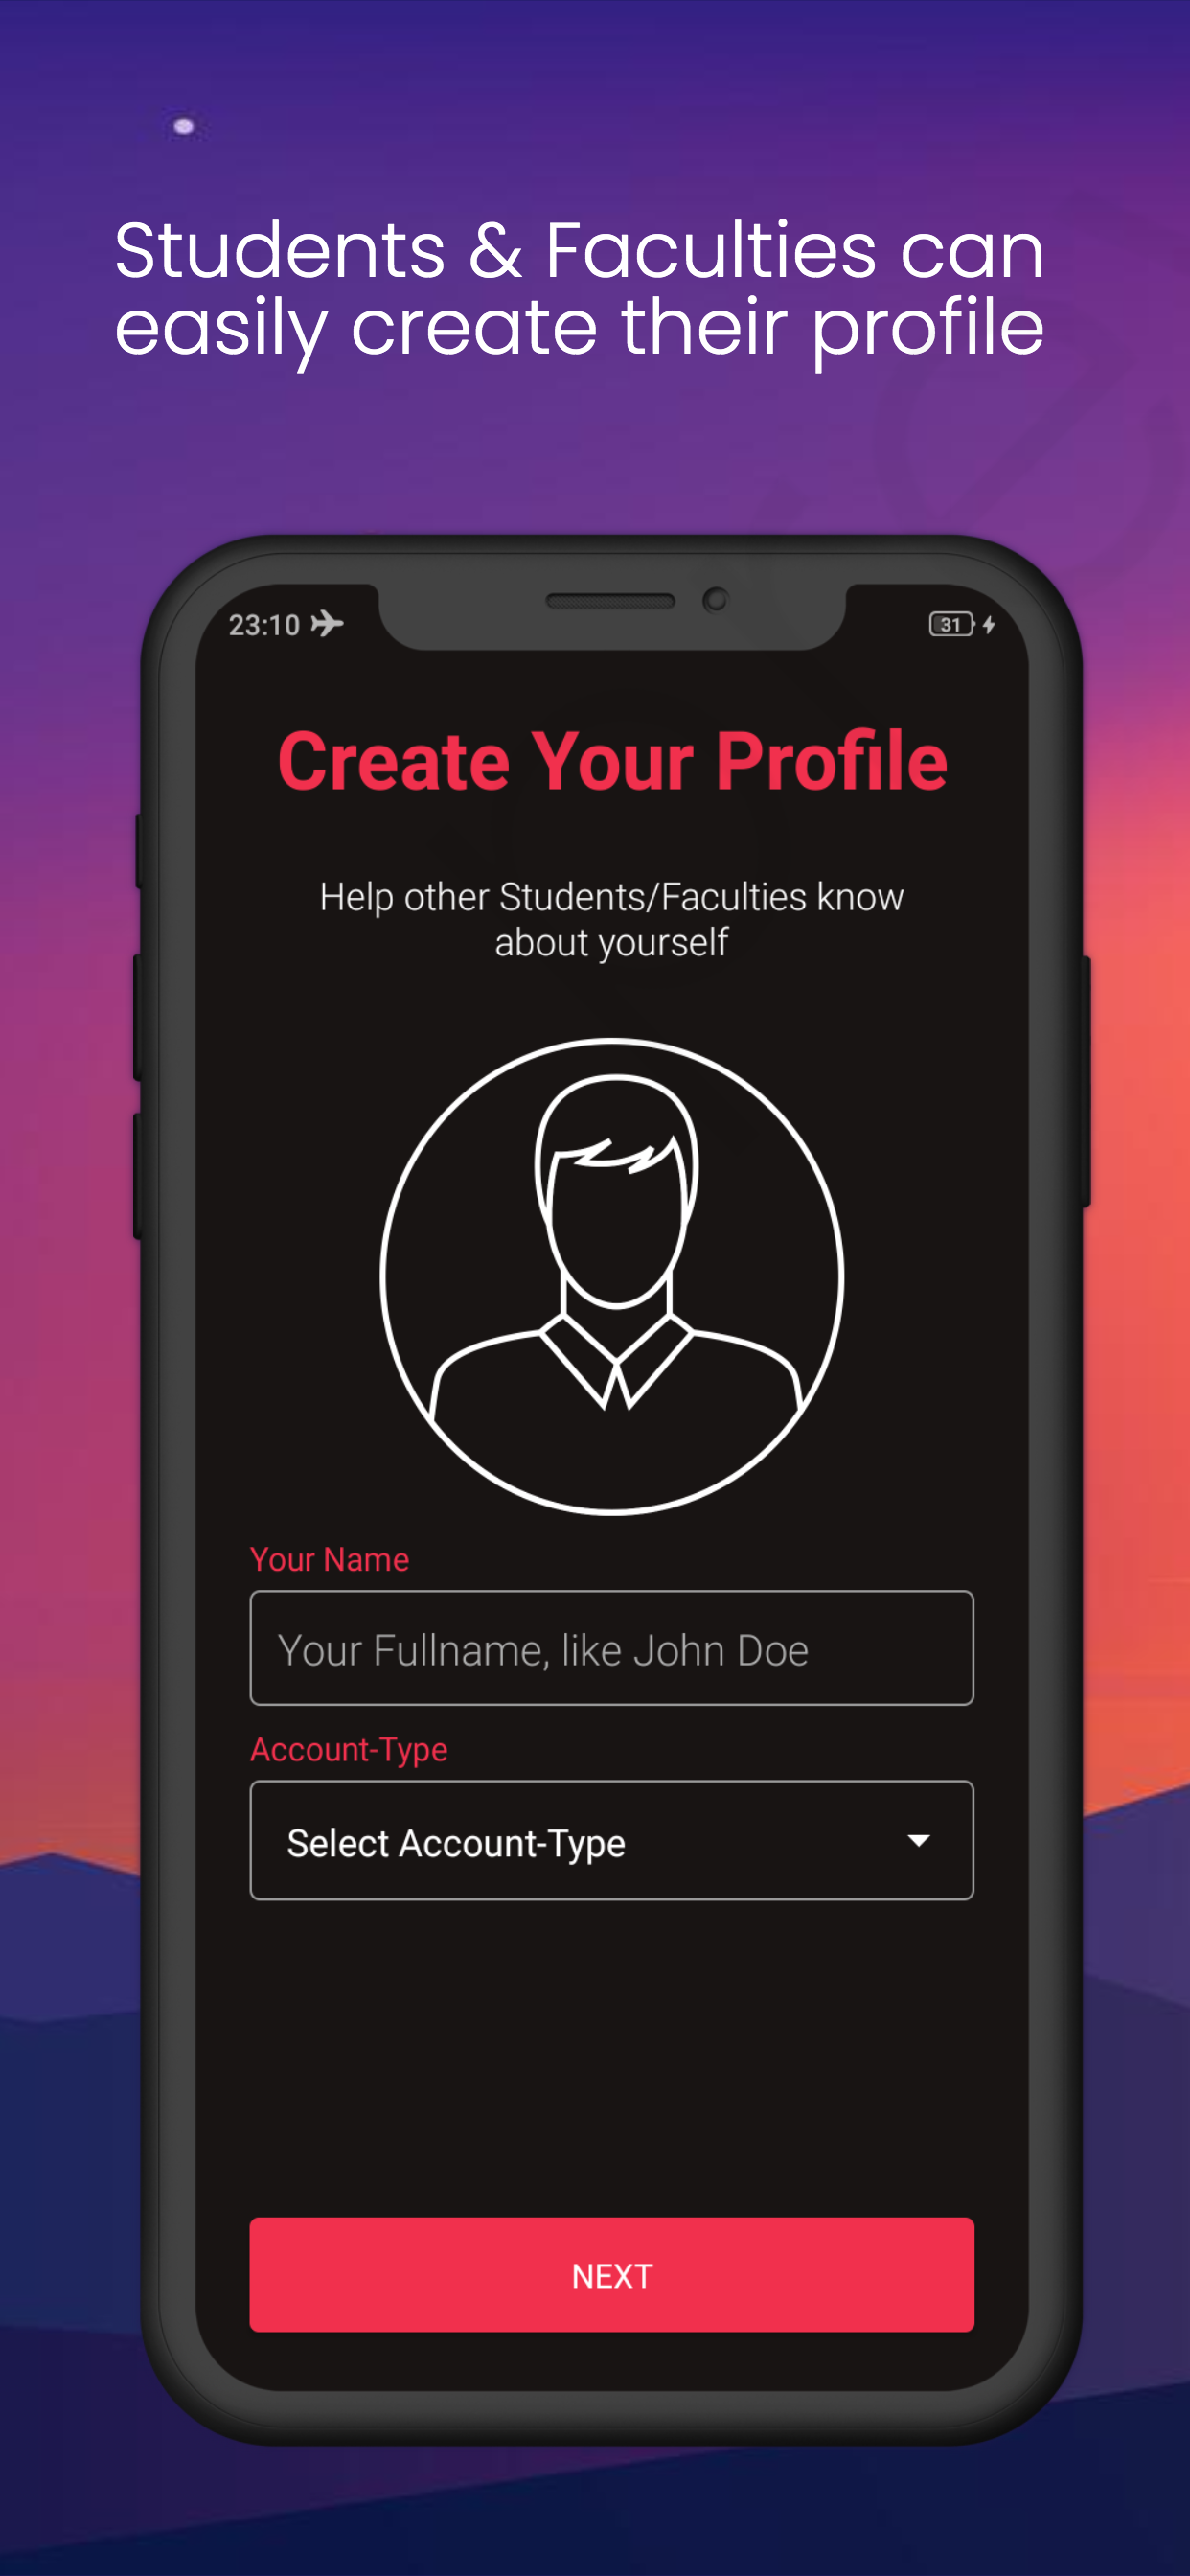 Students & Faculties can
easily create their profile
23:10
31
Create Your Profile
Help other Students/Faculties know
about yourself
Your Name
Your Fullname, like John Doe
Account-Type
Select Account-Type
NEXT